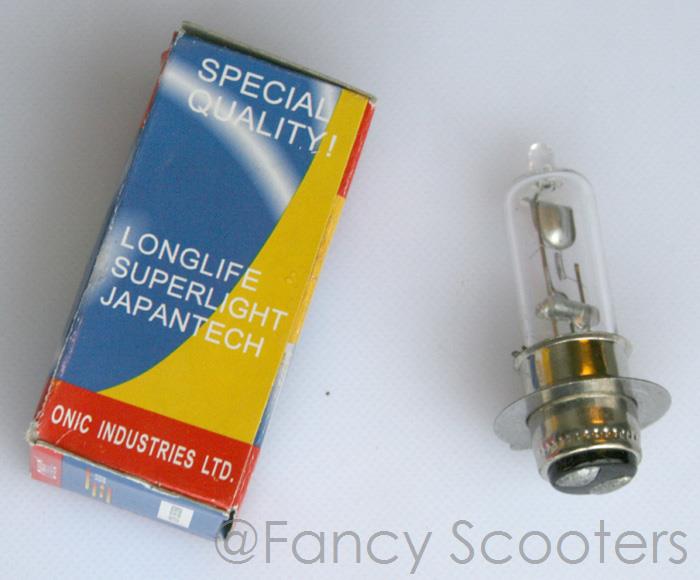 SPECIAL
QUALITY!
LONGLIFE
SUPERLIGHT
JAPANTECH
ONIC INDUSTRIES LTD.
@Fancy Scooters